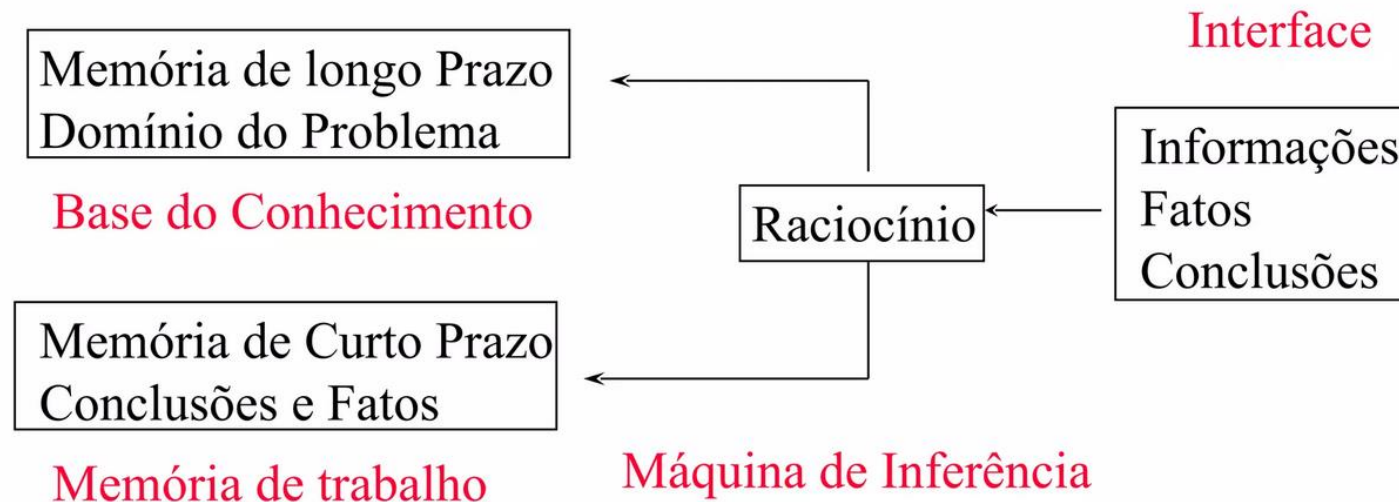 Interface
Memória de longo Prazo
Domínio do Problema
Base do Conhecimento
Informações
Fatos
Conclusões
Raciocínio
Memória de Curto Prazo
Conclusões e Fatos
Memória de trabalho
Máquina de Inferência